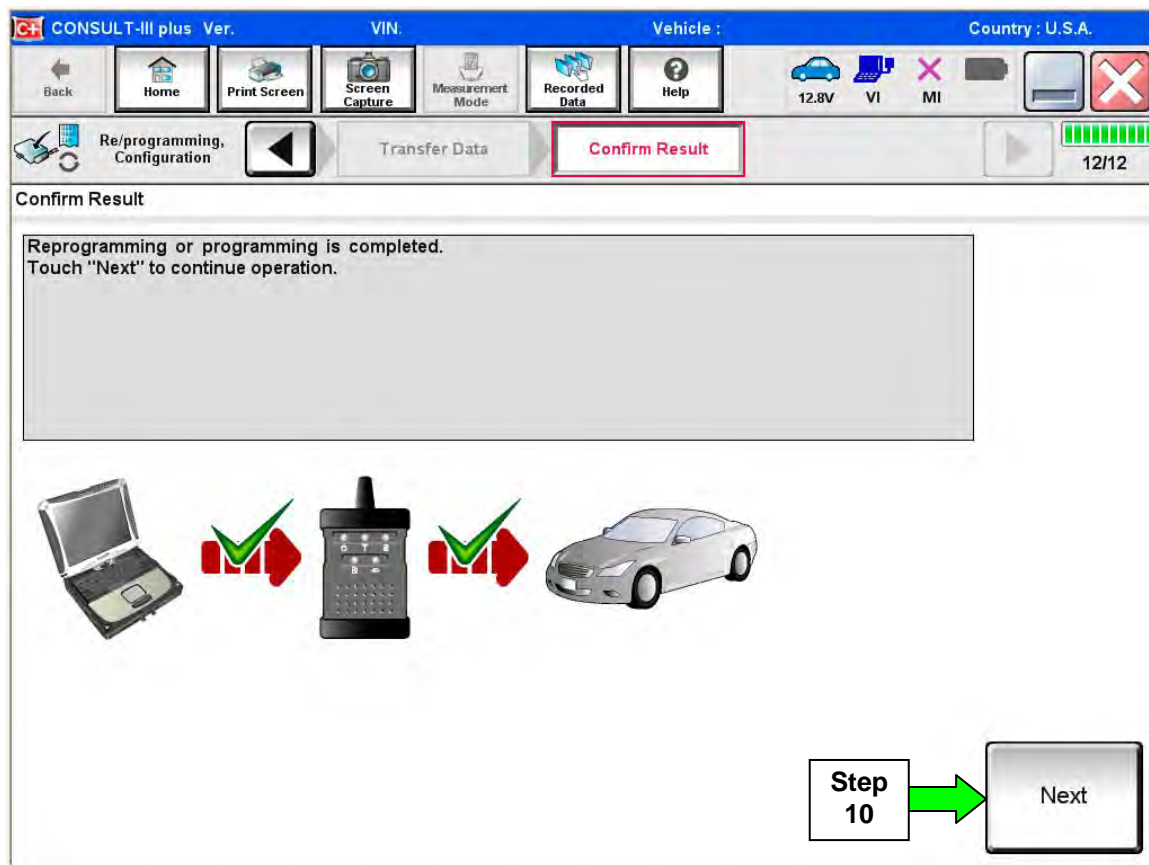 C+ CONSULT-III plus Ver. VIN: Vehicle : Country : U.S.A.
Back Home Print Screen Screen Capture Measurement Mode Recorded Data Help 12.8V VI MI
Re/programming, Configuration Transfer Data Confirm Result 12/12
Confirm Result
Reprogramming or programming is completed.
Touch "Next" to continue operation.
Step
10
Next